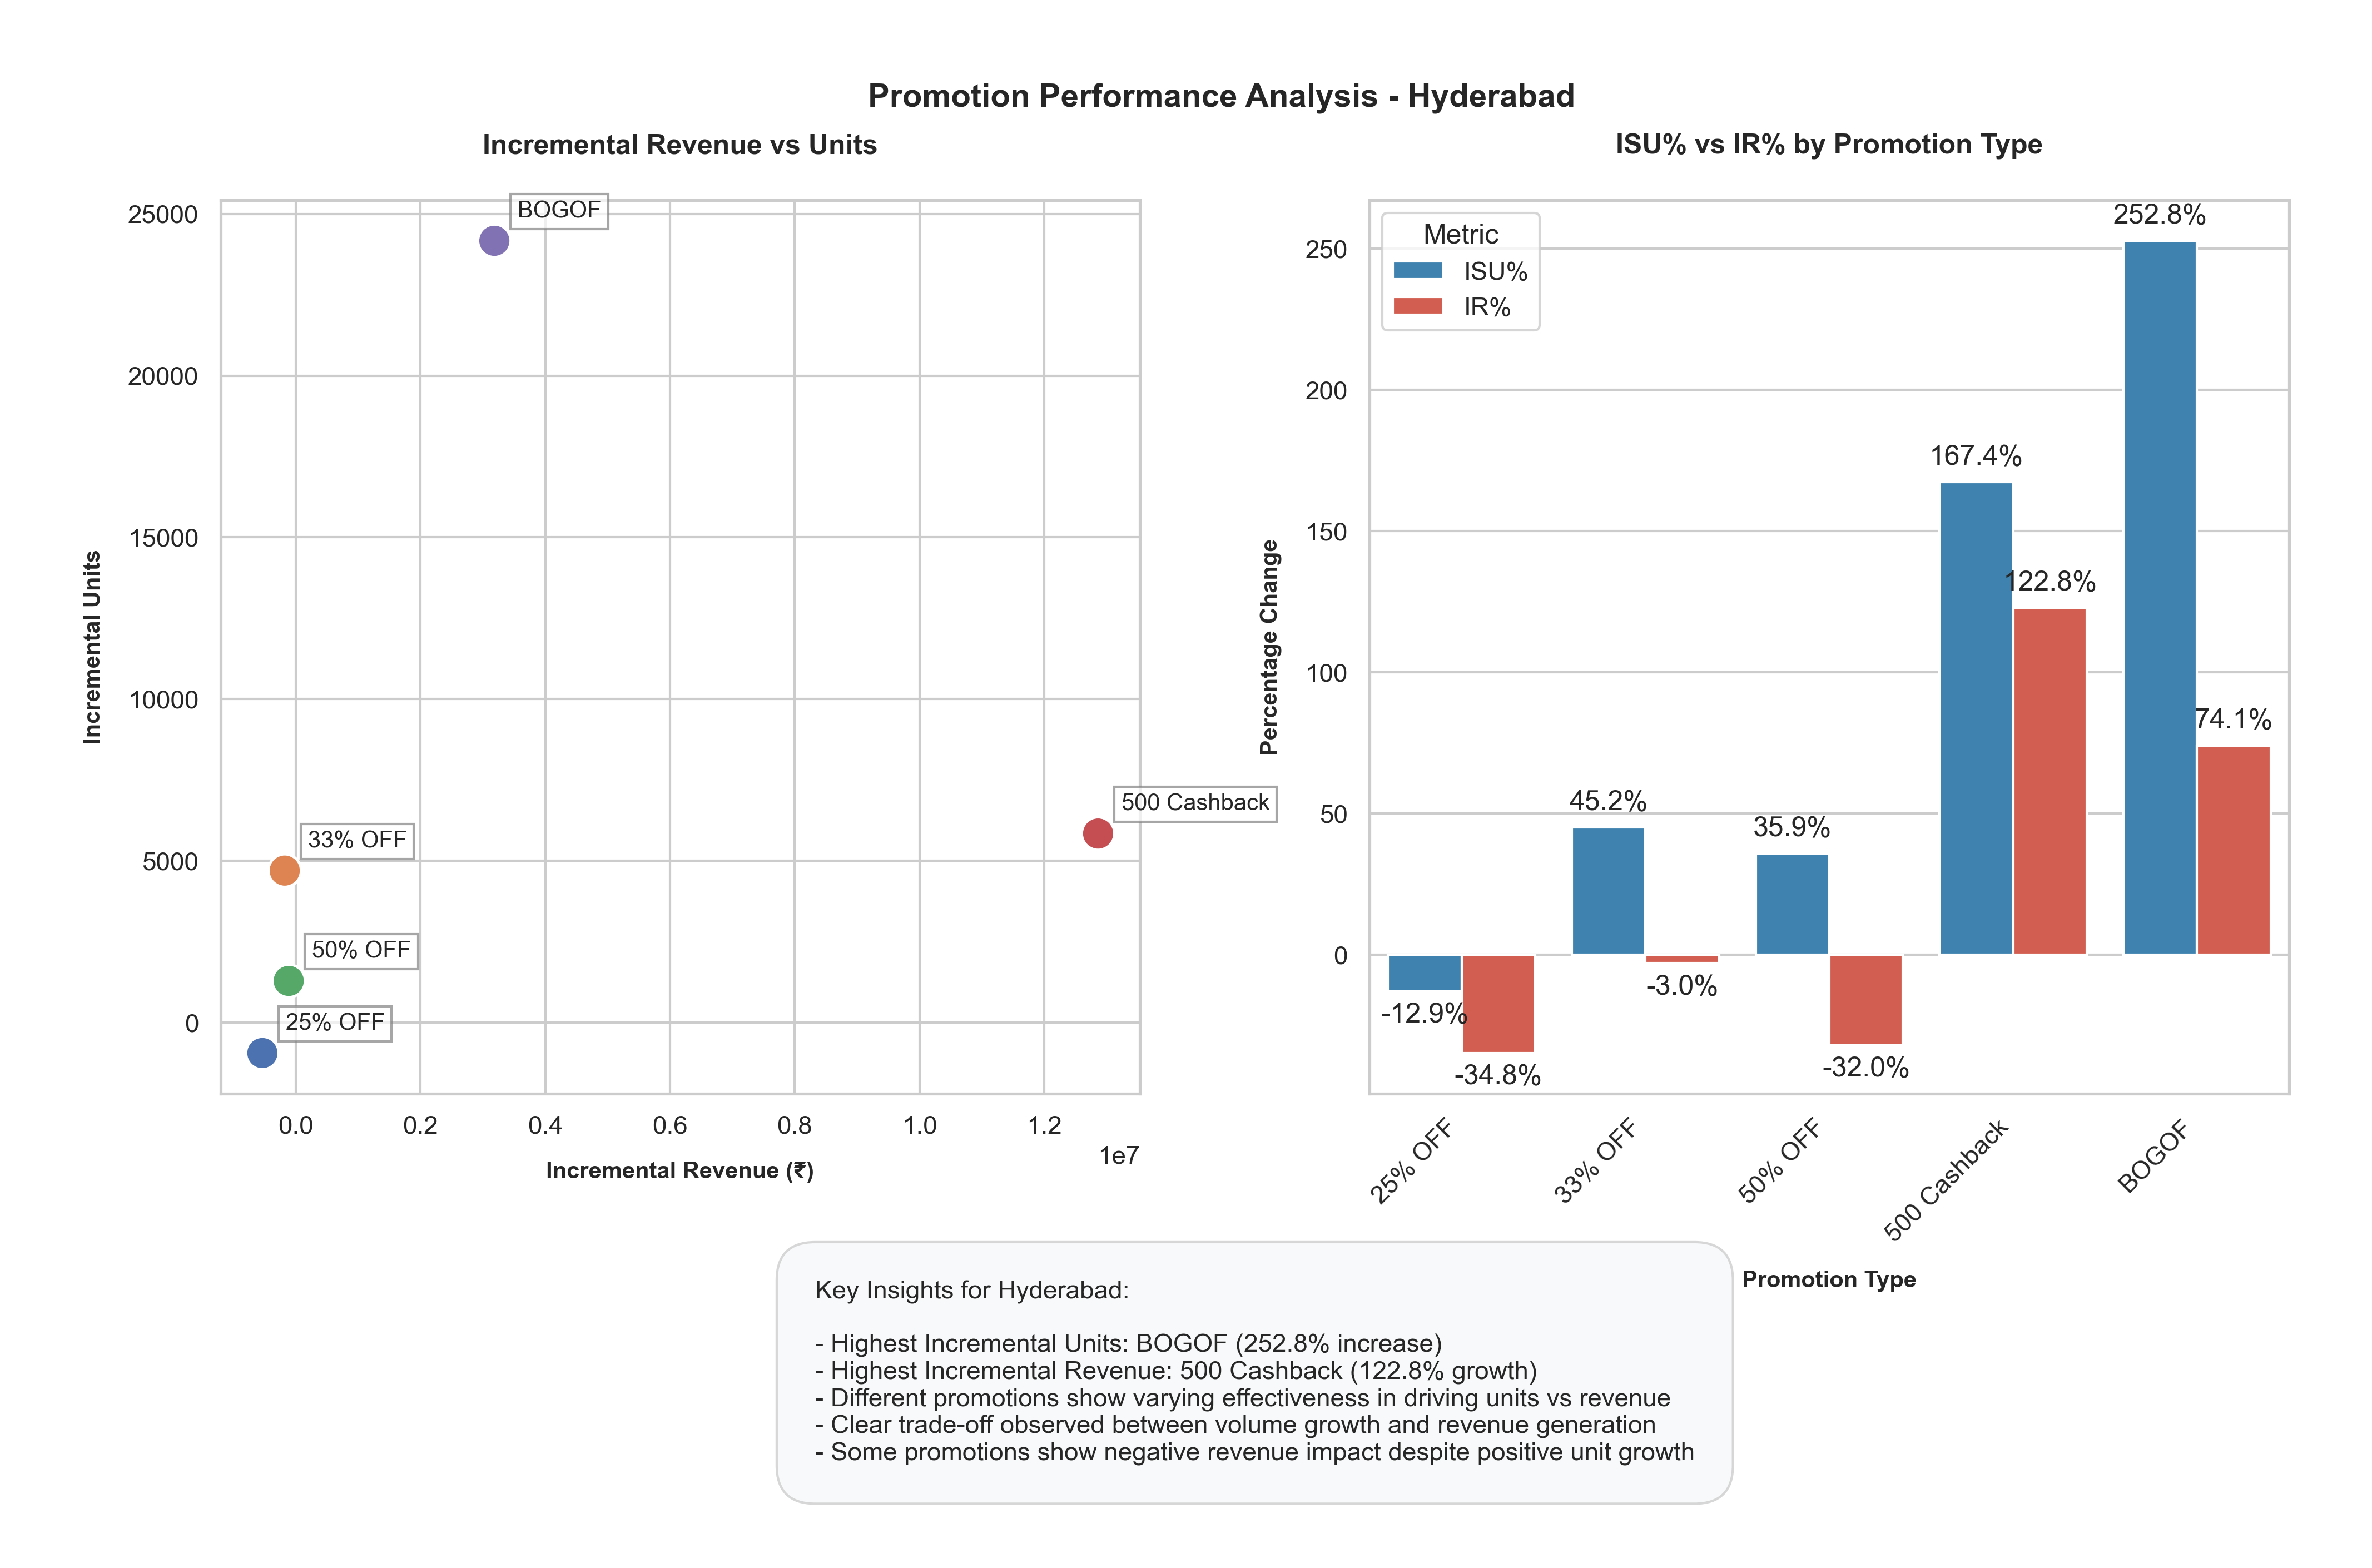 Promotion Performance Analysis - Hyderabad
Incremental Revenue vs Units
25000
20000
15000
10000
5000
0
Incremental Units
BOGOF
500 Cashback
33% OFF
50% OFF
25% OFF
0.0 0.2 0.4 0.6 0.8 1.0 1.2
1e7
Incremental Revenue (₹)
ISU% vs IR% by Promotion Type
Metric
ISU%
IR%
250
200
150
100
50
0
Percentage Change
252.8%
167.4%
122.8%
74.1%
45.2%
35.9%
-3.0%
-12.9%
-34.8%
-32.0%
25% OFF
33% OFF
50% OFF
500 Cashback
BOGOF
Promotion Type
Key Insights for Hyderabad:
- Highest Incremental Units: BOGOF (252.8% increase)
- Highest Incremental Revenue: 500 Cashback (122.8% growth)
- Different promotions show varying effectiveness in driving units vs revenue
- Clear trade-off observed between volume growth and revenue generation
- Some promotions show negative revenue impact despite positive unit growth